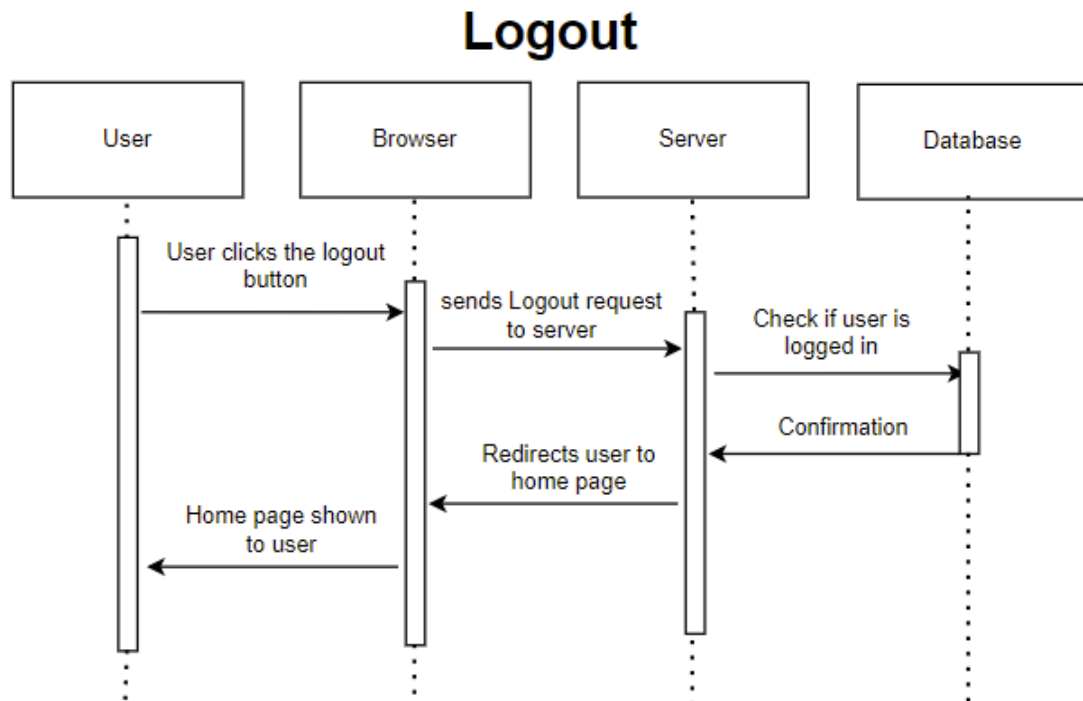 Logout
User
Browser
Server
Database
User clicks the logout
button
sends Logout request
to server
Check if user is
logged in
Confirmation
Redirects user to
home page
Home page shown
to user